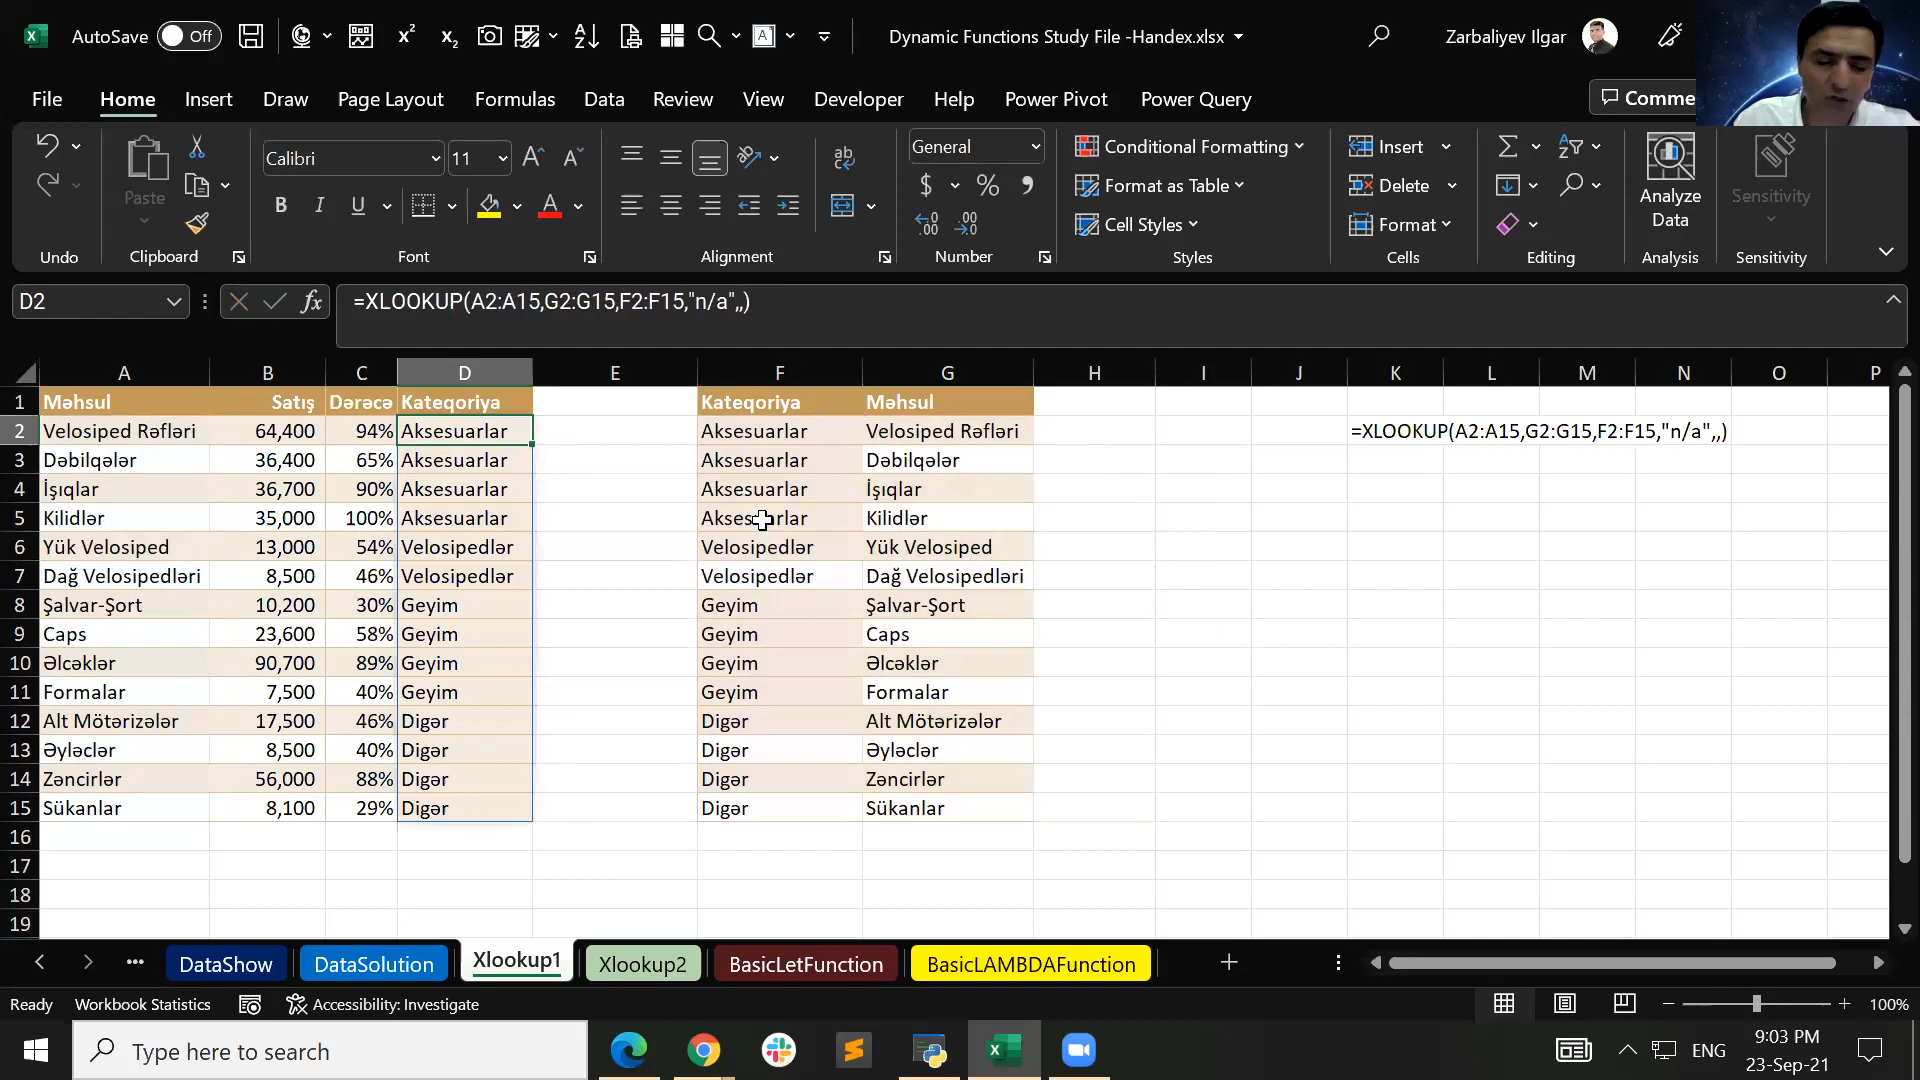 AutoSave Off Dynamic Functions Study File -Handex.xlsx Zarbaliyev Ilgar
File Home Insert Draw Page Layout Formulas Data Review View Developer Help Power Pivot Power Query Comme
Paste
Calibri 11
B I U
ab
General
$ %
Conditional Formatting
Format as Table
Cell Styles
Insert
Delete
Format
Analyze Data
Sensitivity
Undo Clipboard Font Alignment Number Styles Cells Editing Analysis Sensitivity
D2 fx =XLOOKUP(A2:A15,G2:G15,F2:F15,"n/a",,)
A B C D E F G H I J K L M N O P
1 Məhsul Satış Dərəcə Kateqoriya Kateqoriya Məhsul
2 Velosiped Rəfləri 64,400 94% Aksesuarlar Aksesuarlar Velosiped Rəfləri =XLOOKUP(A2:A15,G2:G15,F2:F15,"n/a",,)
3 Dəbilqələr 36,400 65% Aksesuarlar Aksesuarlar Dəbilqələr
4 İşıqlar 36,700 90% Aksesuarlar Aksesuarlar İşıqlar
5 Kilidlər 35,000 100% Aksesuarlar Aksesuarlar Kilidlər
6 Yük Velosiped 13,000 54% Velosipedlər Velosipedlər Yük Velosiped
7 Dağ Velosipedləri 8,500 46% Velosipedlər Velosipedlər Dağ Velosipedləri
8 Şalvar-Şort 10,200 30% Geyim Geyim Şalvar-Şort
9 Caps 23,600 58% Geyim Geyim Caps
10 Əlcəklər 90,700 89% Geyim Geyim Əlcəklər
11 Formalar 7,500 40% Geyim Geyim Formalar
12 Alt Mötərizələr 17,500 46% Digər Digər Alt Mötərizələr
13 Əyləclər 8,500 40% Digər Digər Əyləclər
14 Zəncirlər 56,000 88% Digər Digər Zəncirlər
15 Sükanlar 8,100 29% Digər Digər Sükanlar
16
17
18
19
DataShow DataSolution Xlookup1 Xlookup2 BasicLetFunction BasicLAMBDAFunction
Ready Workbook Statistics Accessibility: Investigate 100%
Type here to search ENG 9:03 PM
23-Sep-21